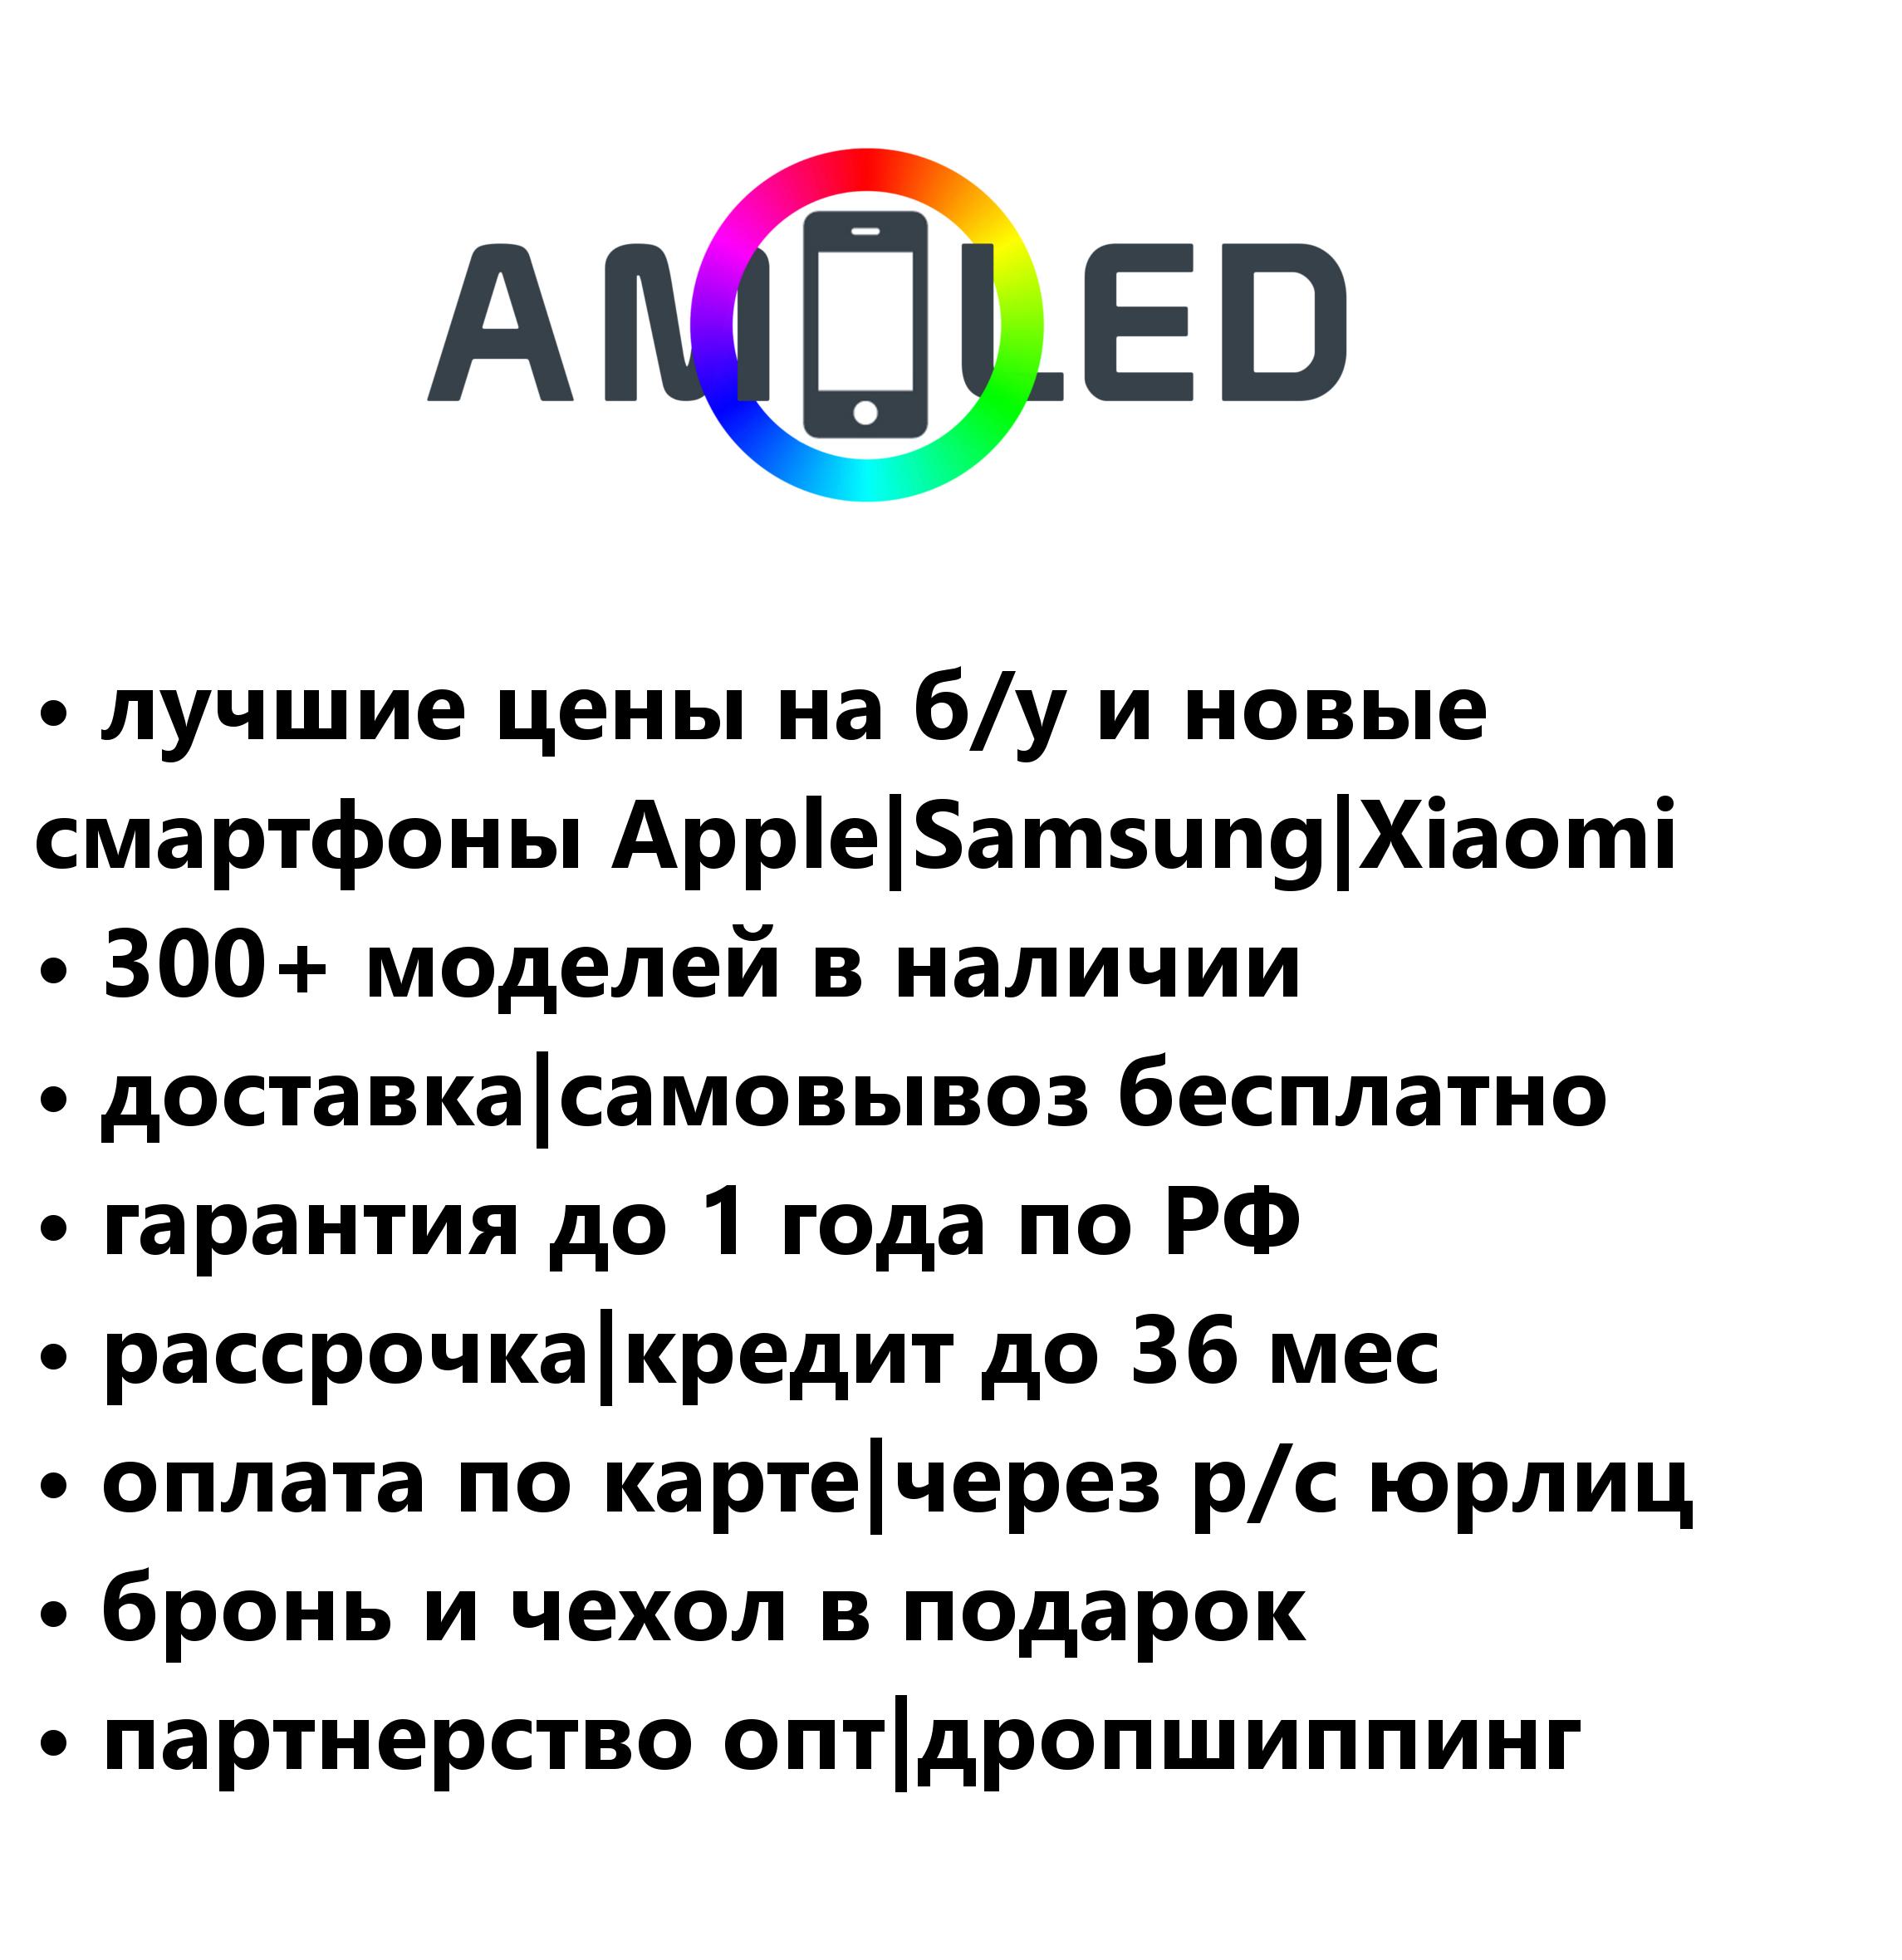 AMOLED
• лучшие цены на б/у и новые
смартфоны Apple|Samsung|Xiaomi
• 300+ моделей в наличии
• доставка|самовывоз бесплатно
• гарантия до 1 года по РФ
• рассрочка|кредит до 36 мес
• оплата по карте|через р/с юрлиц
• бронь и чехол в подарок
• партнерство опт|дропшиппинг